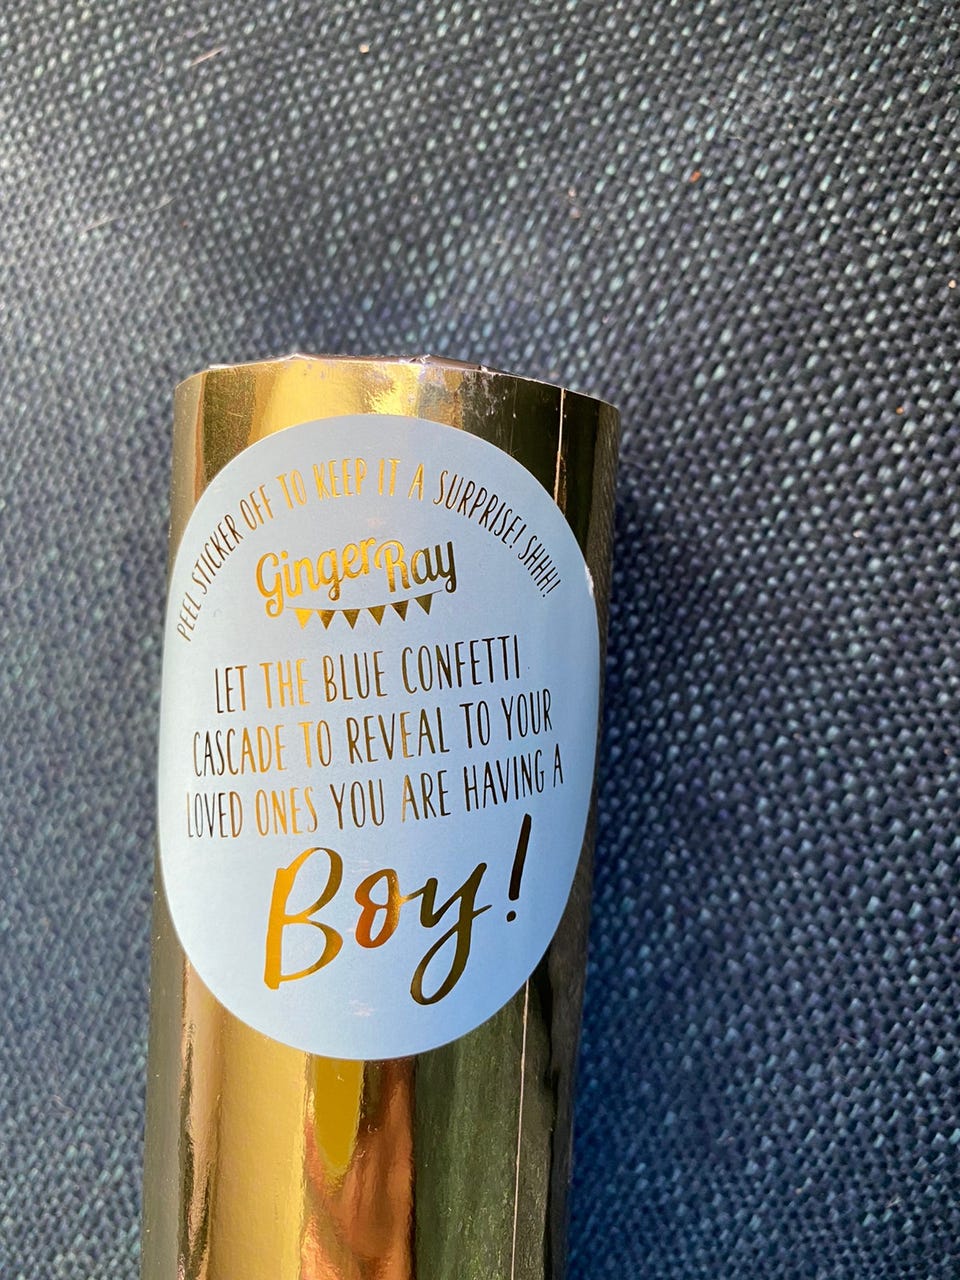 PEEL STICKER OFF TO KEEP IT A SURPRISE! SHHH!
Ginger Ray
LET THE BLUE CONFETTI
CASCADE TO REVEAL TO YOUR
LOVED ONES YOU ARE HAVING A
Boy!